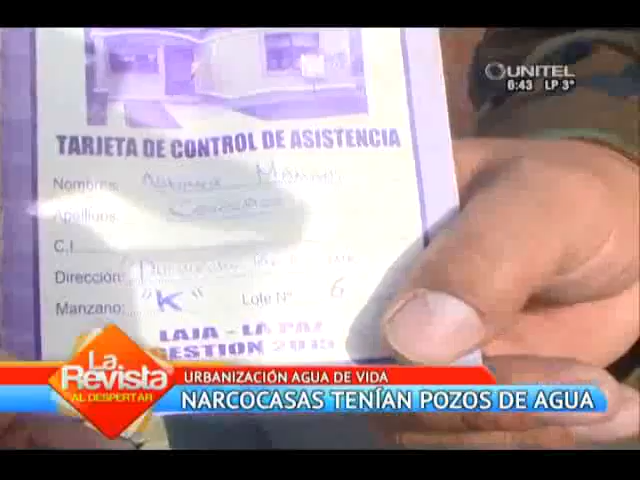 UNITEL
6:43 LP 3°
TARJETA DE CONTROL DE ASISTENCIA
Nombres:
Apellidos:
C.I.
Dirección:
Manzano: "K" Lote Nº 6
LAJA - LA PAZ
GESTION
La Revista
AL DESPERTAR
URBANIZACIÓN AGUA DE VIDA
NARCOCASAS TENÍAN POZOS DE AGUA